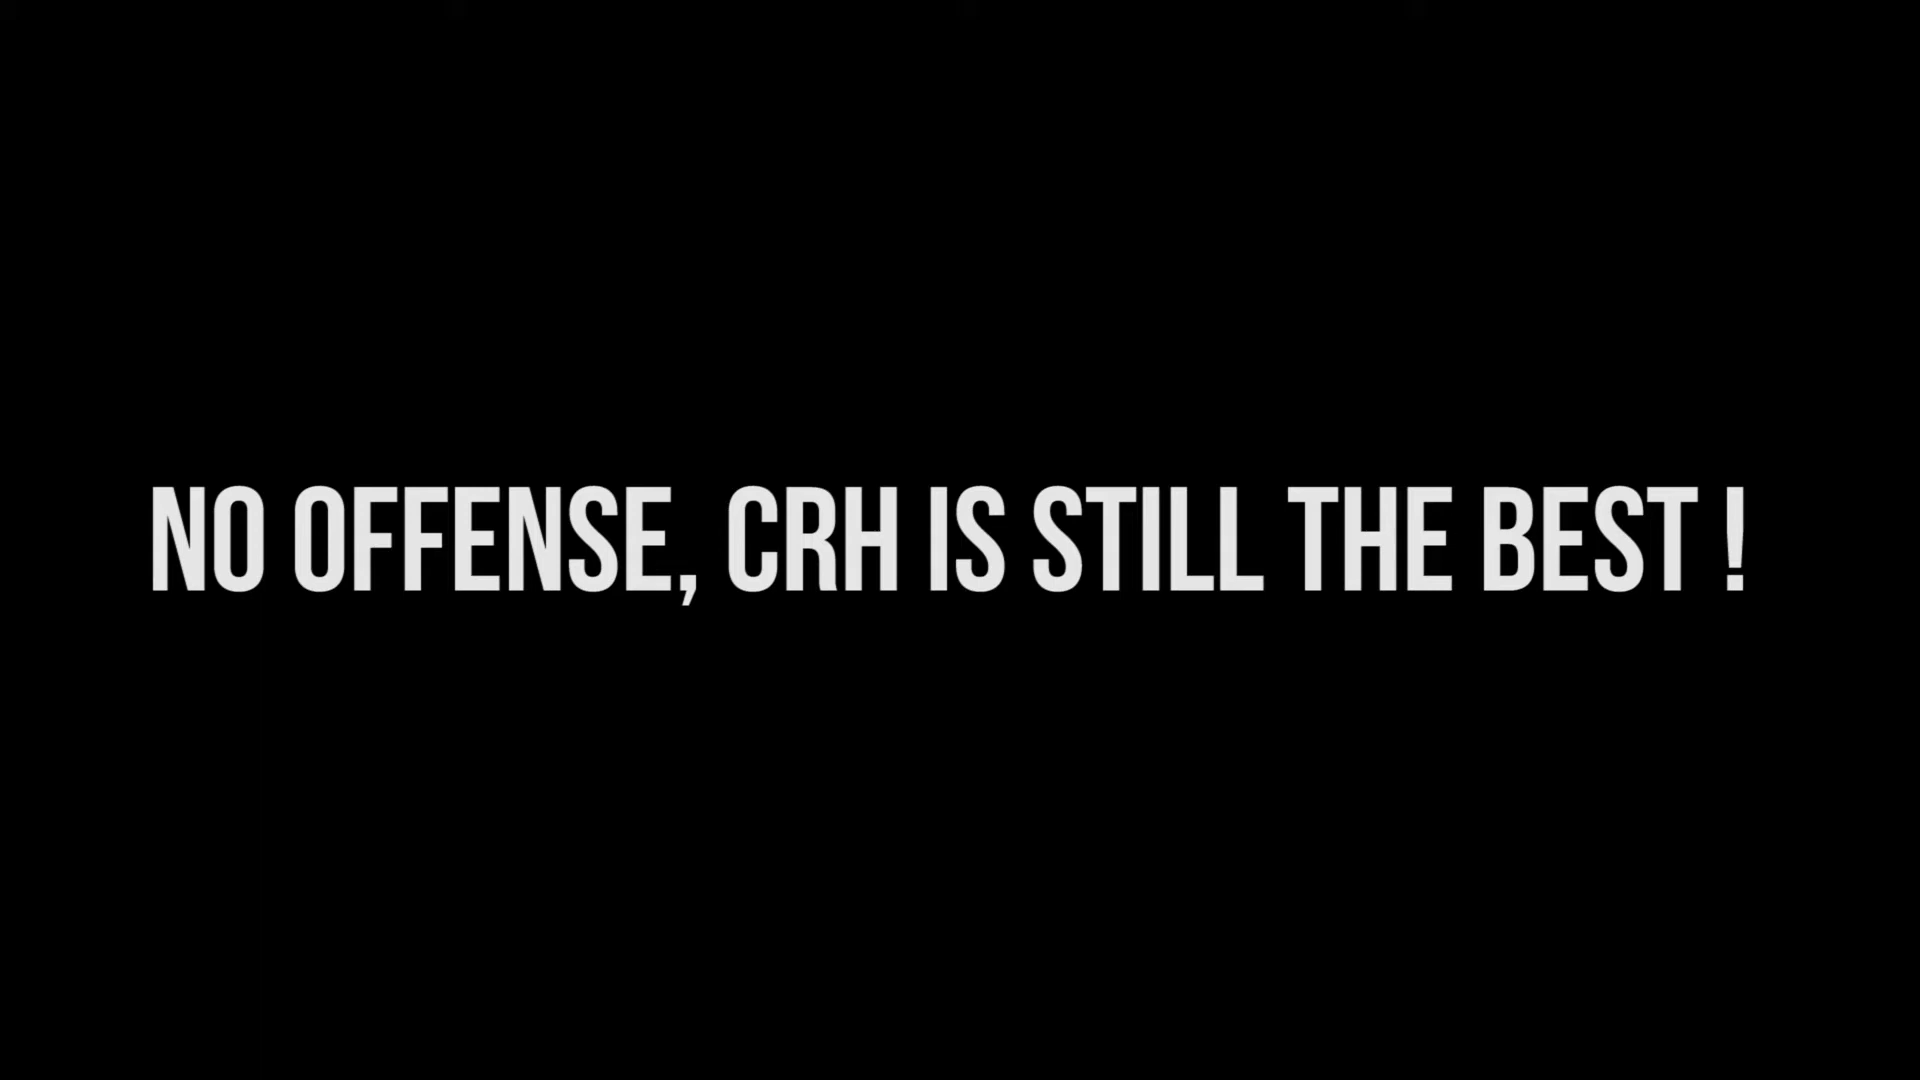 NO OFFENSE, CRH IS STILL THE BEST !